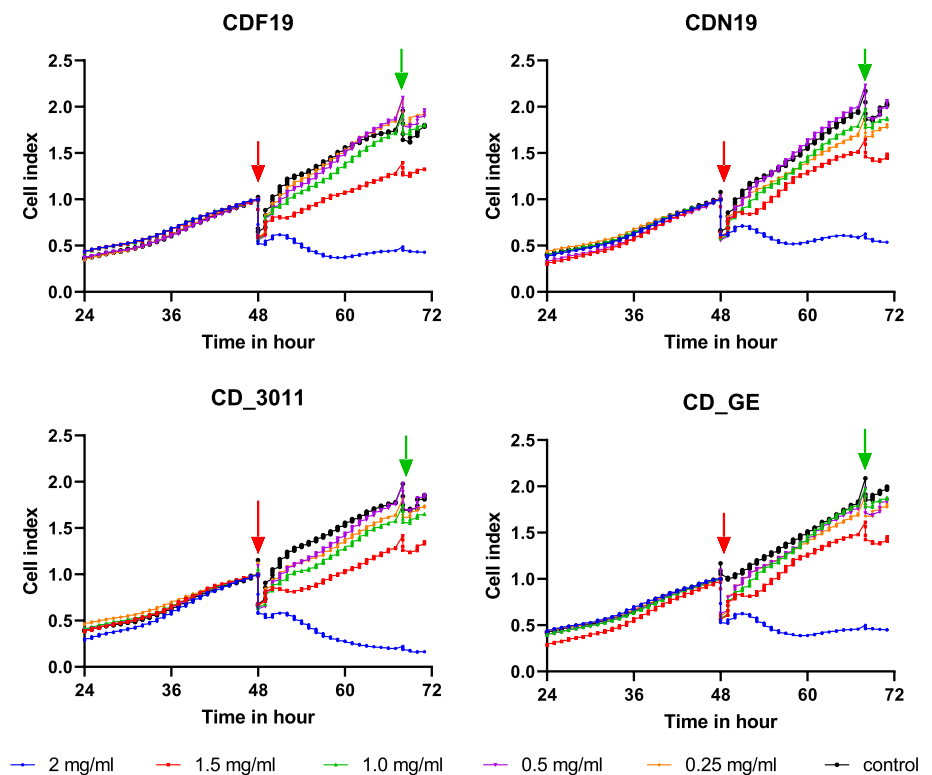 CDF19
CDN19
2.5
2.0
1.5
1.0
0.5
0.0
Cell index
24
36
48
60
72
Time in hour
2.5
2.0
1.5
1.0
0.5
0.0
Cell index
24
36
48
60
72
Time in hour
CD_3011
CD_GE
2.5
2.0
1.5
1.0
0.5
0.0
Cell index
24
36
48
60
72
Time in hour
2.5
2.0
1.5
1.0
0.5
0.0
Cell index
24
36
48
60
72
Time in hour
2 mg/ml
1.5 mg/ml
1.0 mg/ml
0.5 mg/ml
0.25 mg/ml
control